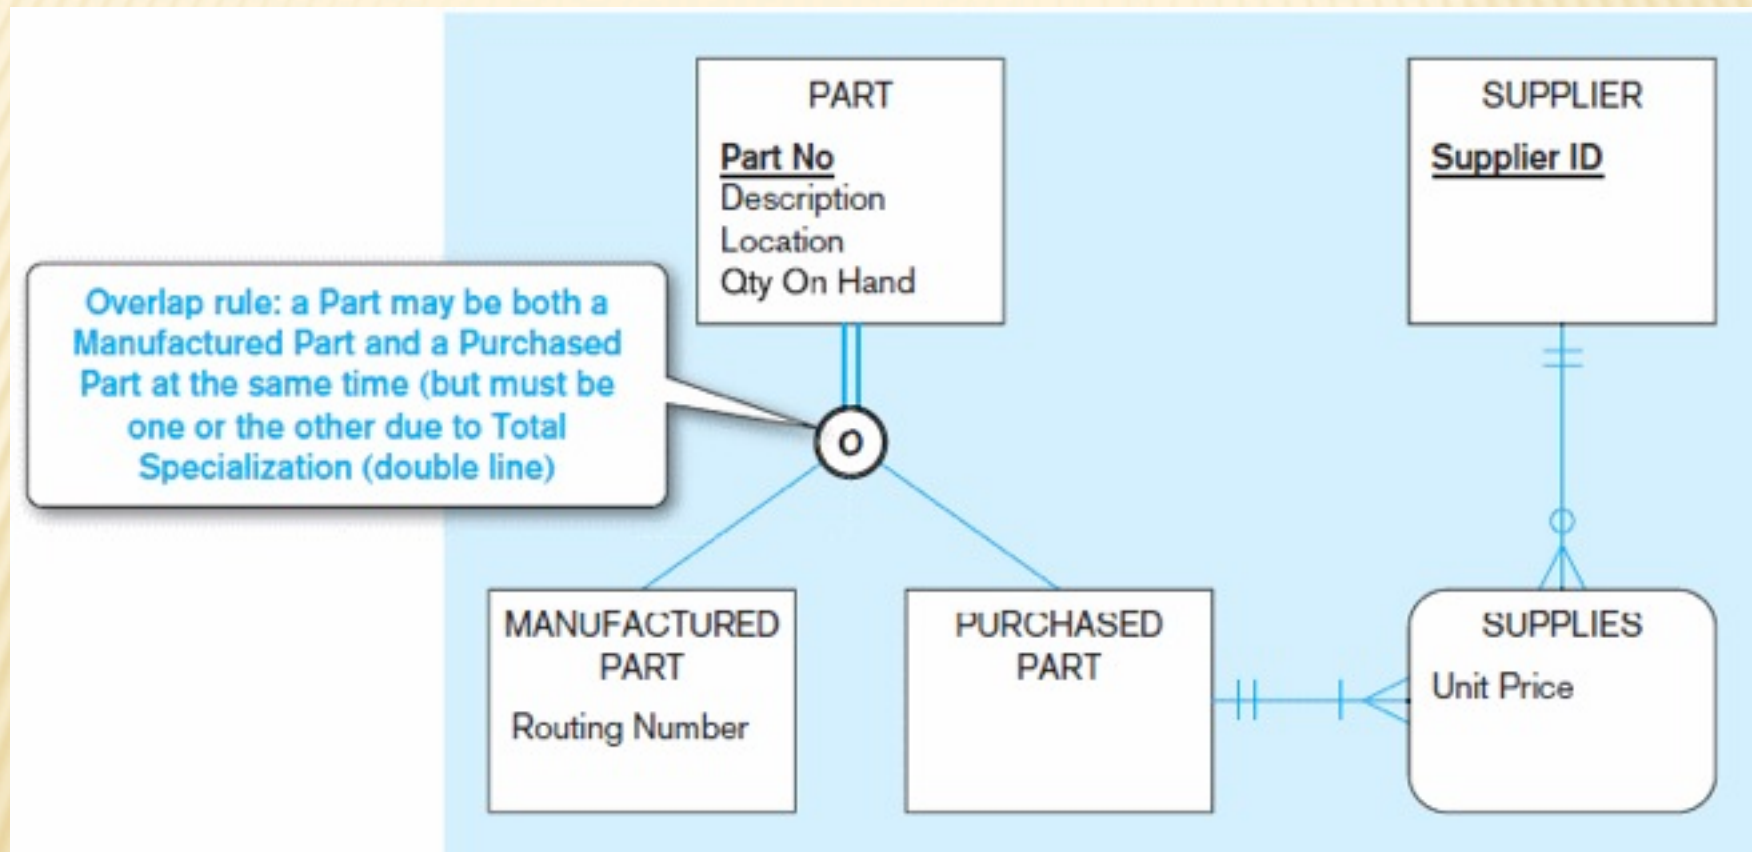 PART
Part No
Description
Location
Qty On Hand
SUPPLIER
Supplier ID
Overlap rule: a Part may be both a
Manufactured Part and a Purchased
Part at the same time (but must be
one or the other due to Total
Specialization (double line)
O
MANUFACTURED
PART
Routing Number
PURCHASED
PART
SUPPLIES
Unit Price